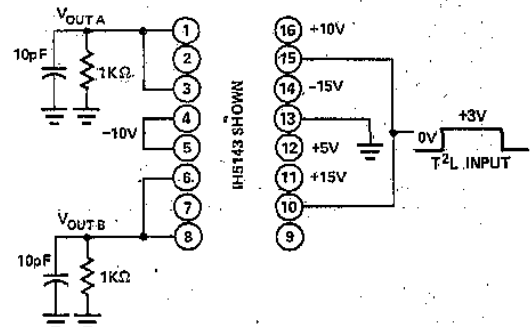 V OUT A
10pF
1KΩ
1
2
3
4
5
6
7
8
-10V
V OUT B
10pF
1KΩ
IH5143 SHOWN
16 +10V
15
14 -15V
13
12 +5V
11 +15V
10
9
0V
+3V
T²L INPUT